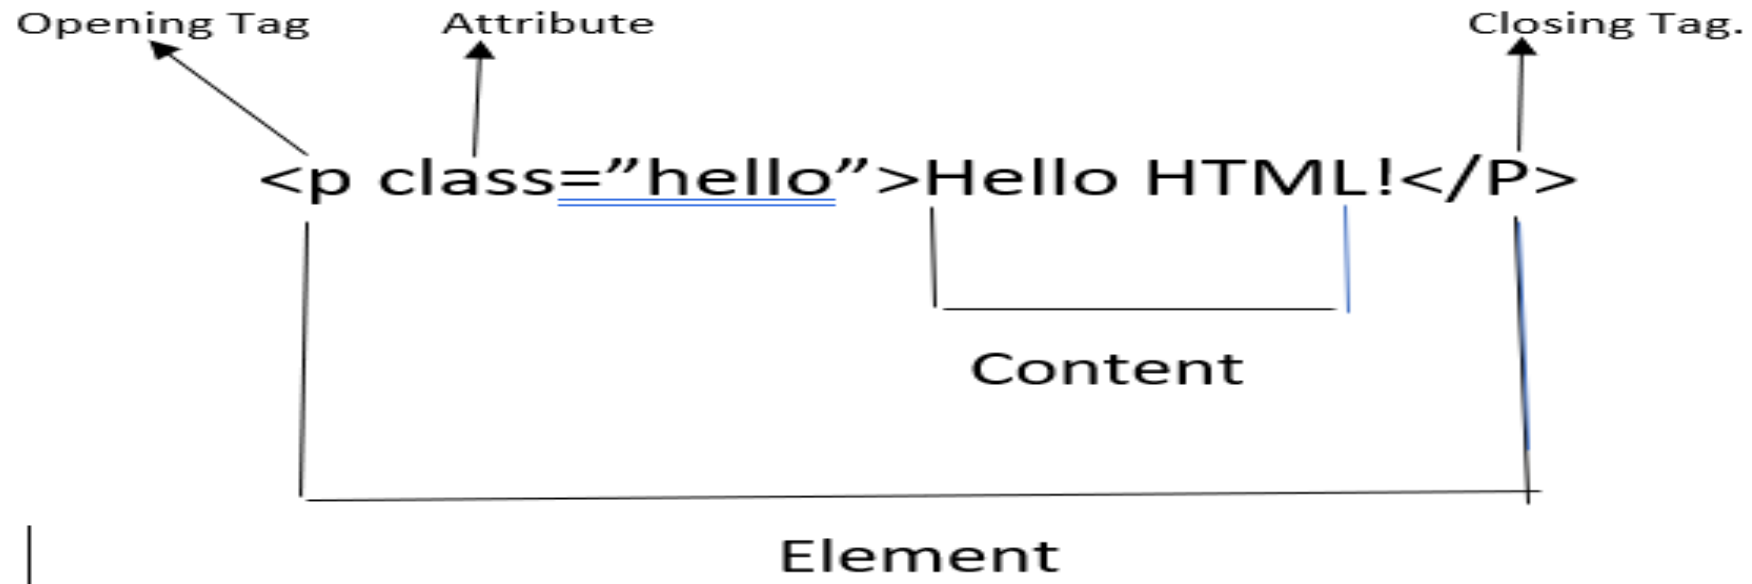 Opening Tag Attribute Closing Tag.
<p class=”hello”>Hello HTML!</P>
Content
Element